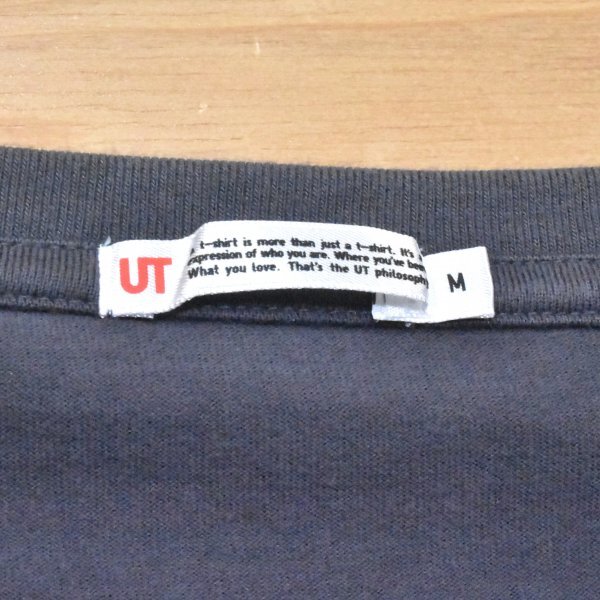 UT
t-shirt is more than just a t-shirt. It's
expression of who you are. Where you've been
What you love. That's the UT philosophy
M